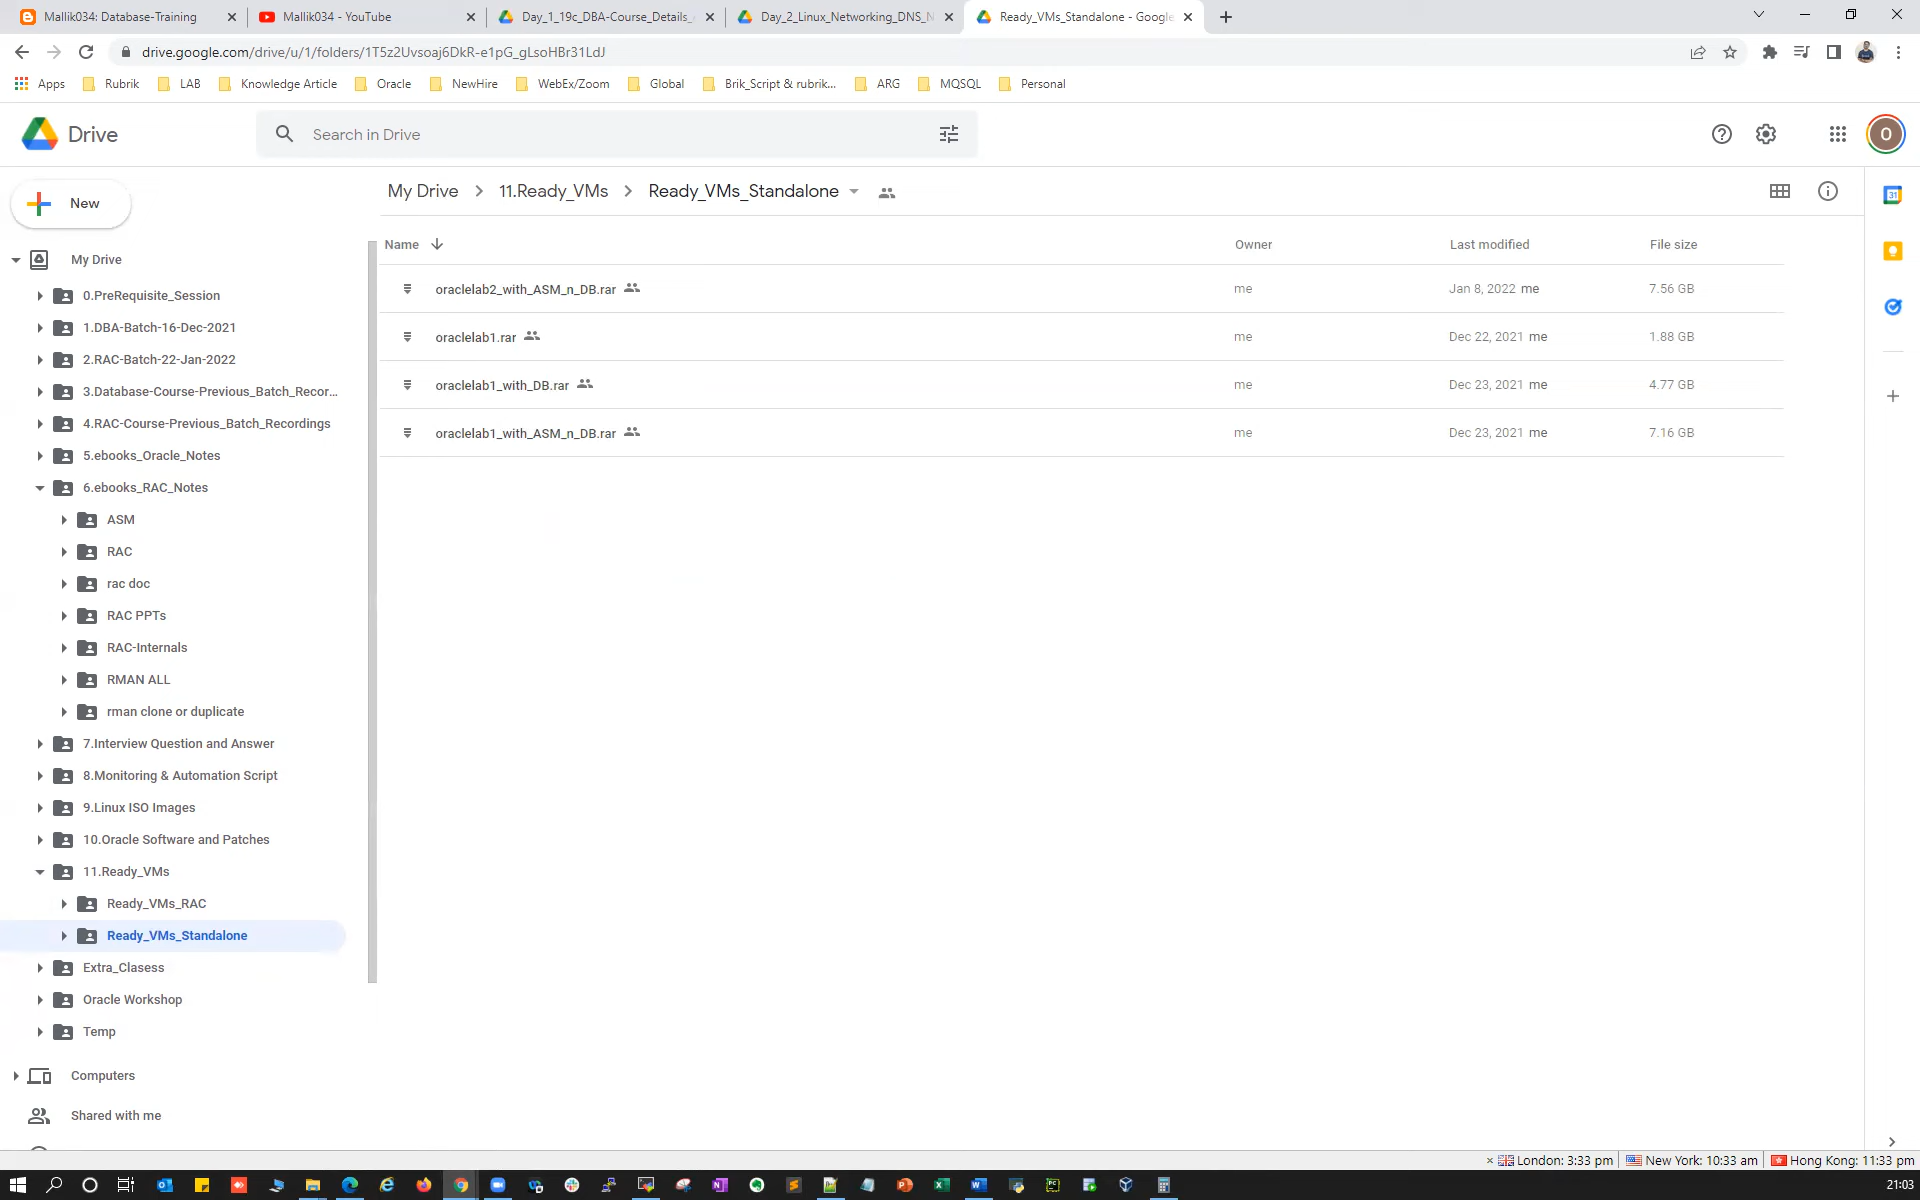 Mallik034: Database-Training
Mallik034 - YouTube
Day_1_19c_DBA-Course_Details_
Day_2_Linux_Networking_DNS_N
Ready_VMs_Standalone - Google
drive.google.com/drive/u/1/folders/1T5z2Uvsoaj6DkR-e1pG_gLsoHBr31LdJ
Apps
Rubrik
LAB
Knowledge Article
Oracle
NewHire
WebEx/Zoom
Global
Brik_Script & rubrik...
ARG
MQSQL
Personal
Drive
Search in Drive
O
New
My Drive
0.PreRequisite_Session
1.DBA-Batch-16-Dec-2021
2.RAC-Batch-22-Jan-2022
3.Database-Course-Previous_Batch_Recor...
4.RAC-Course-Previous_Batch_Recordings
5.ebooks_Oracle_Notes
6.ebooks_RAC_Notes
ASM
RAC
rac doc
RAC PPTs
RAC-Internals
RMAN ALL
rman clone or duplicate
7.Interview Question and Answer
8.Monitoring & Automation Script
9.Linux ISO Images
10.Oracle Software and Patches
11.Ready_VMs
Ready_VMs_RAC
Ready_VMs_Standalone
Extra_Clasess
Oracle Workshop
Temp
Computers
Shared with me
My Drive > 11.Ready_VMs > Ready_VMs_Standalone
Name Owner Last modified File size
oraclelab2_with_ASM_n_DB.rar me Jan 8, 2022 me 7.56 GB
oraclelab1.rar me Dec 22, 2021 me 1.88 GB
oraclelab1_with_DB.rar me Dec 23, 2021 me 4.77 GB
oraclelab1_with_ASM_n_DB.rar me Dec 23, 2021 me 7.16 GB
31
London: 3:33 pm
New York: 10:33 am
Hong Kong: 11:33 pm
21:03